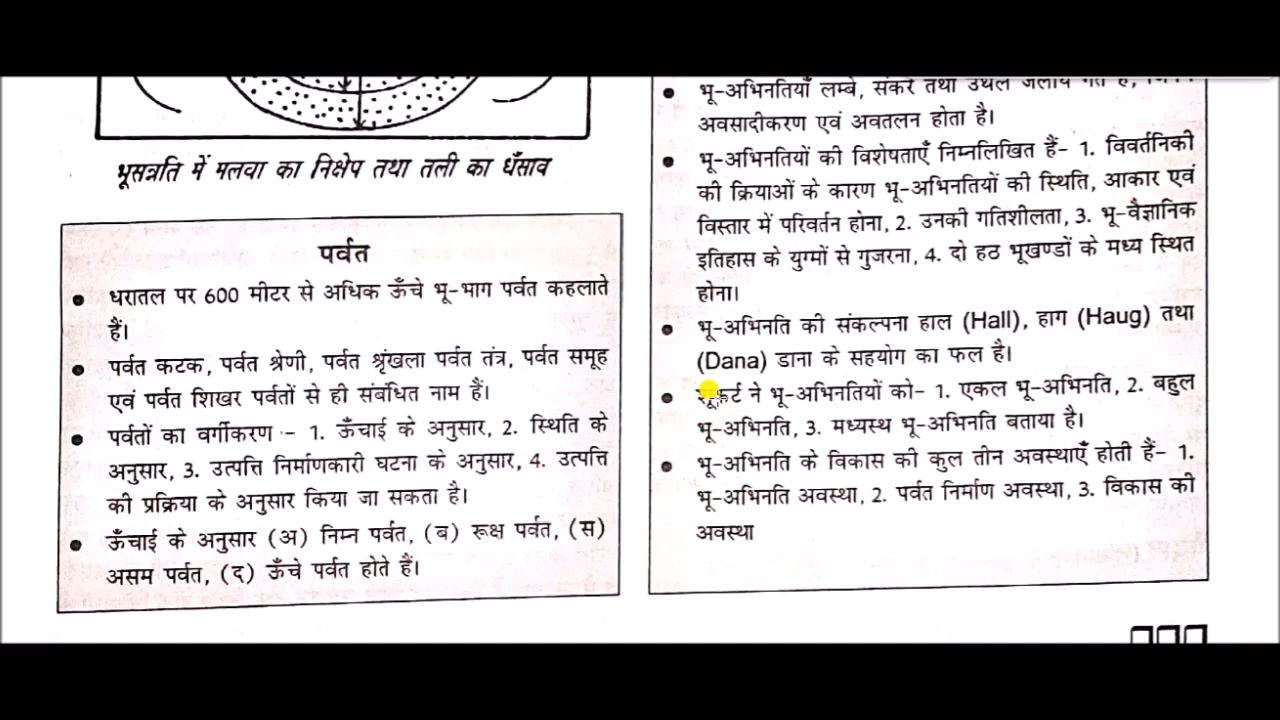 भूसन्नति में मलवा का निक्षेप तथा तली का धँसाव
पर्वत
• धरातल पर 600 मीटर से अधिक ऊँचे भू-भाग पर्वत कहलाते
हैं।
• पर्वत कटक, पर्वत श्रेणी, पर्वत श्रृंखला पर्वत तंत्र, पर्वत समूह
एवं पर्वत शिखर पर्वतों से ही संबंधित नाम हैं।
• पर्वतों का वर्गीकरण - 1. ऊँचाई के अनुसार, 2. स्थिति के
अनुसार, 3. उत्पत्ति निर्माणकारी घटना के अनुसार, 4. उत्पत्ति
की प्रक्रिया के अनुसार किया जा सकता है।
• ऊँचाई के अनुसार (अ) निम्न पर्वत, (ब) रूक्ष पर्वत, (स)
असम पर्वत, (द) ऊँचे पर्वत होते हैं।
• भू-अभिनतियाँ लम्बे, संकरे तथा उथले जलीय गर्त हैं,
अवसादीकरण एवं अवतलन होता है।
• भू-अभिनतियों की विशेषताएँ निम्नलिखित हैं- 1. विवर्तनिकी
की क्रियाओं के कारण भू-अभिनतियों की स्थिति, आकार एवं
विस्तार में परिवर्तन होना, 2. उनकी गतिशीलता, 3. भू-वैज्ञानिक
इतिहास के युग्मों से गुजरना, 4. दो हठ भूखण्डों के मध्य स्थित
होना।
• भू-अभिनति की संकल्पना हाल (Hall), हाग (Haug) तथा
(Dana) डाना के सहयोग का फल है।
• ने भू-अभिनतियों को- 1. एकल भू-अभिनति, 2. बहुल
भू-अभिनति, 3. मध्यस्थ भू-अभिनति बताया है।
• भू-अभिनति के विकास की कुल तीन अवस्थाएँ होती हैं- 1.
भू-अभिनति अवस्था, 2. पर्वत निर्माण अवस्था, 3. विकास की
अवस्था